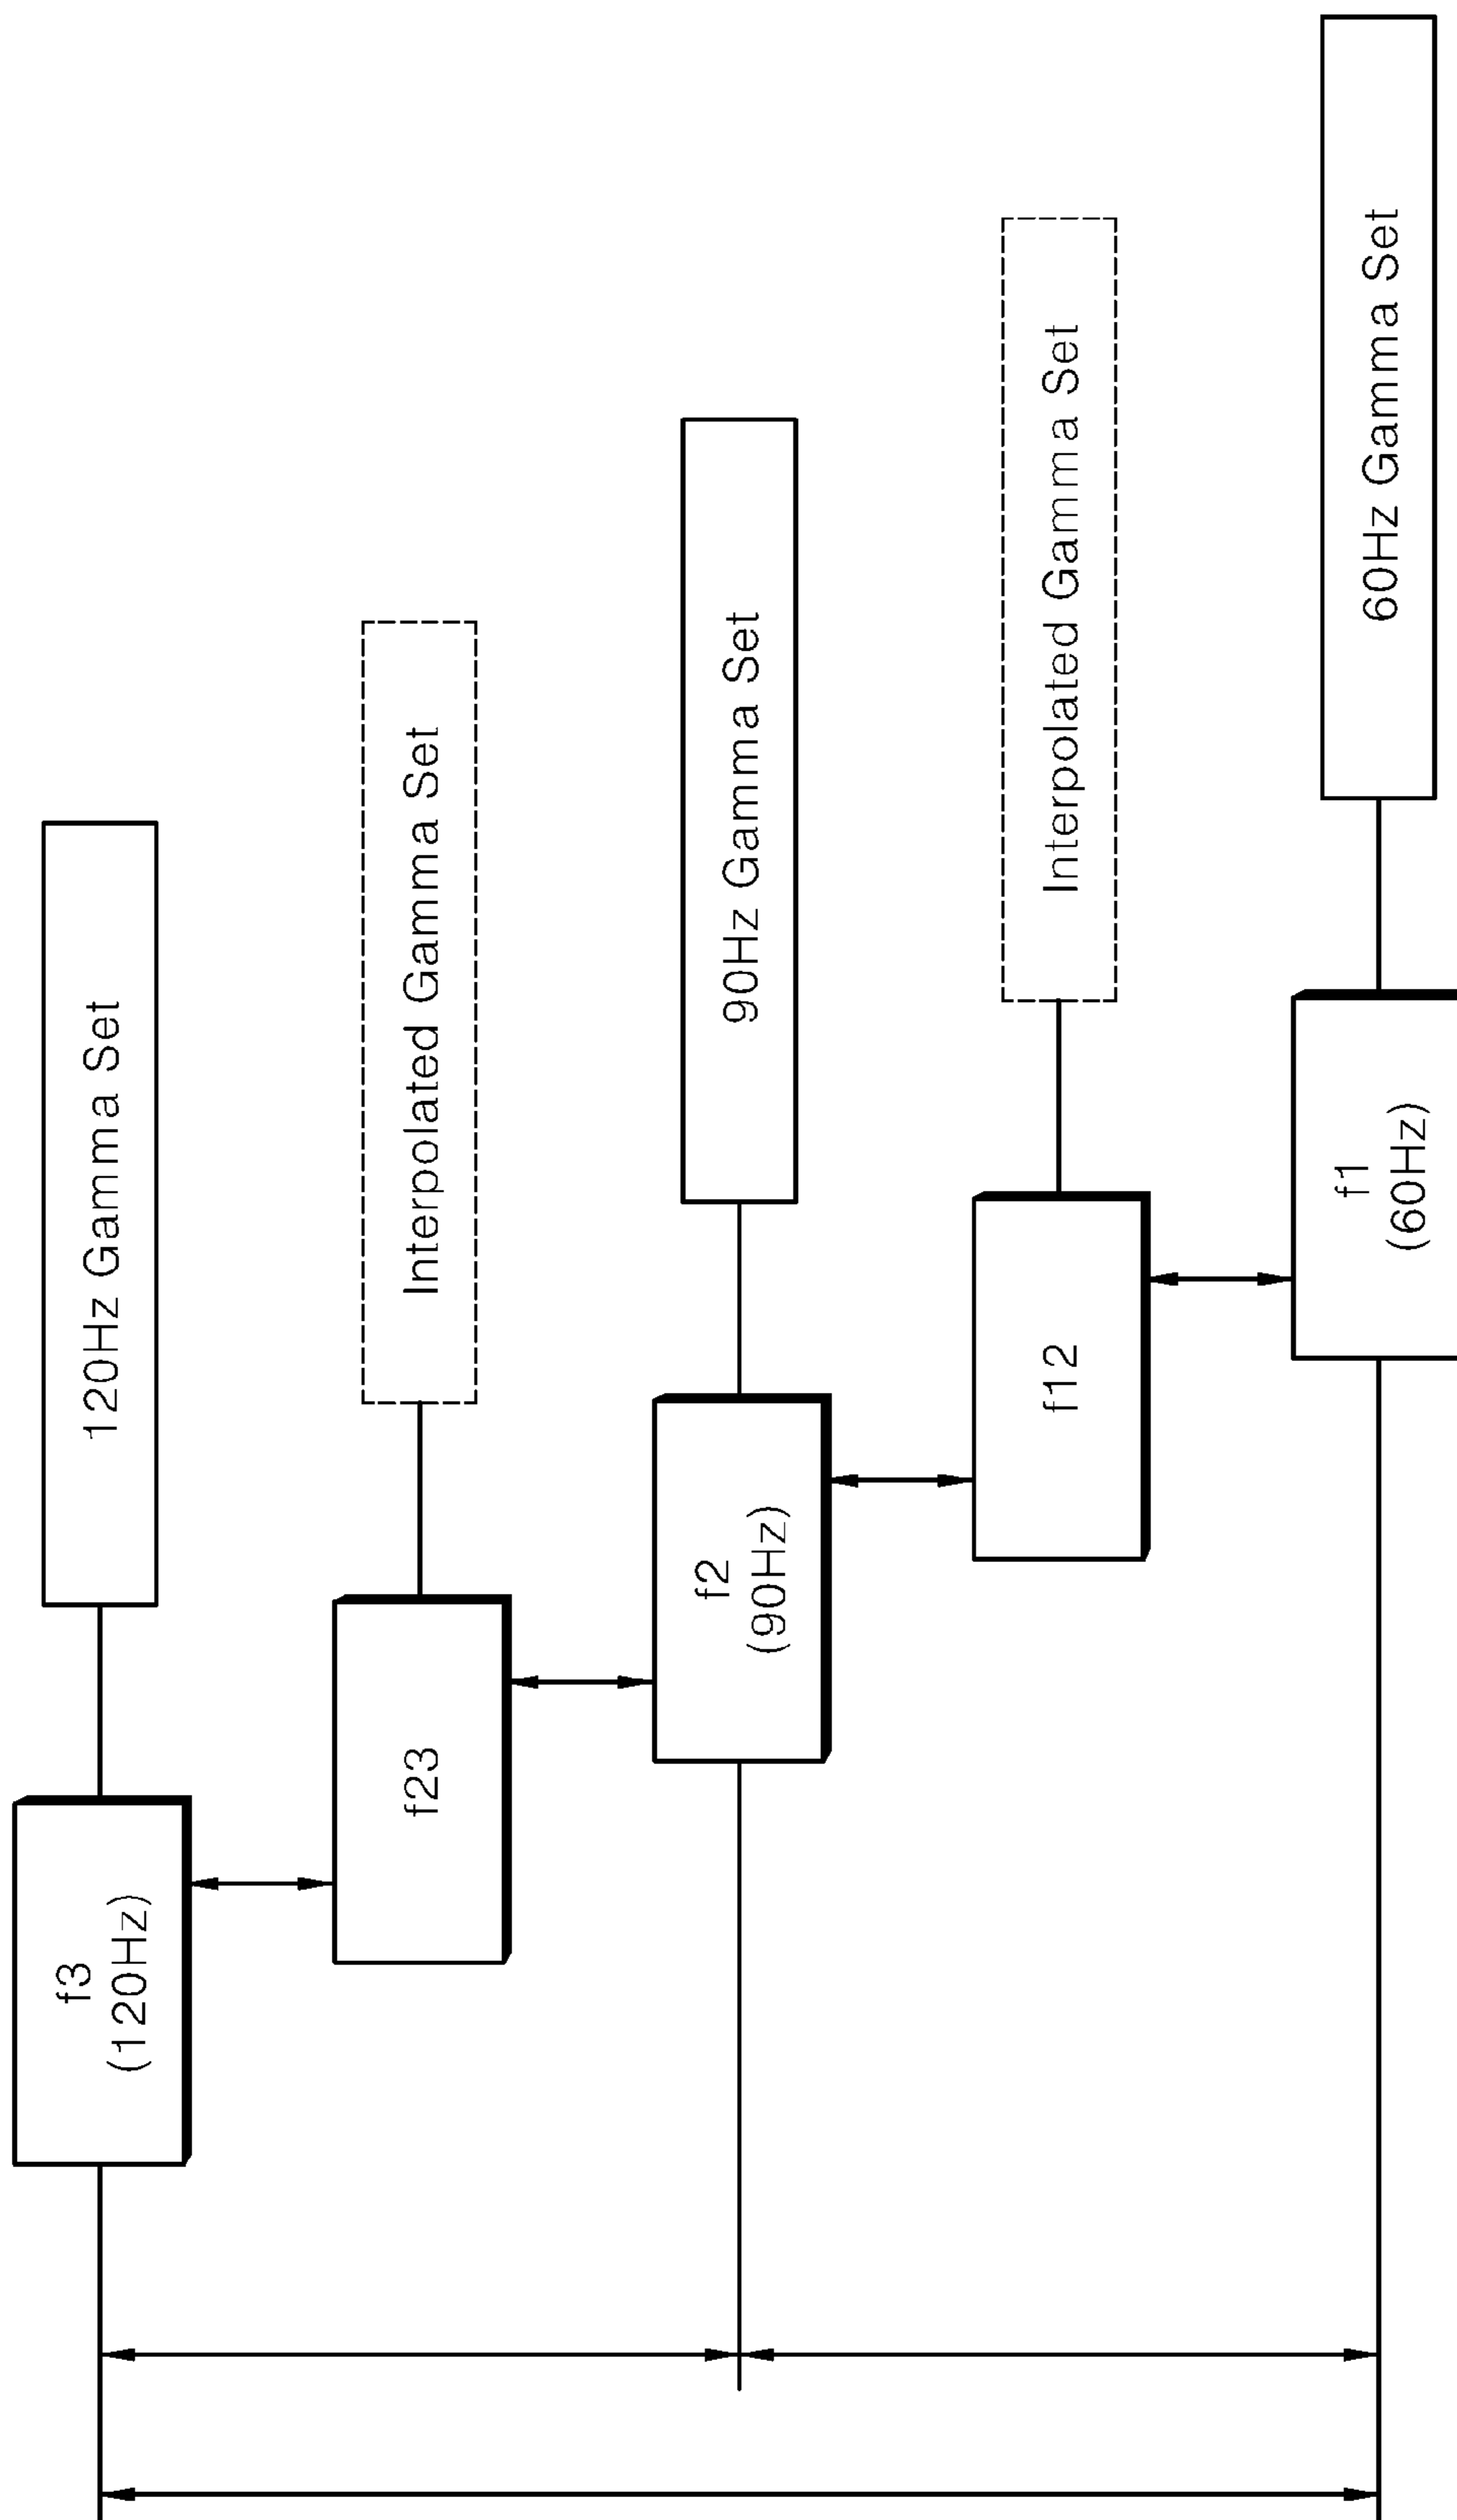 f3
(120Hz)
120Hz Gamma Set
f23
Interpolated Gamma Set
f2
(90Hz)
90Hz Gamma Set
f12
Interpolated Gamma Set
f1
(60Hz)
60Hz Gamma Set